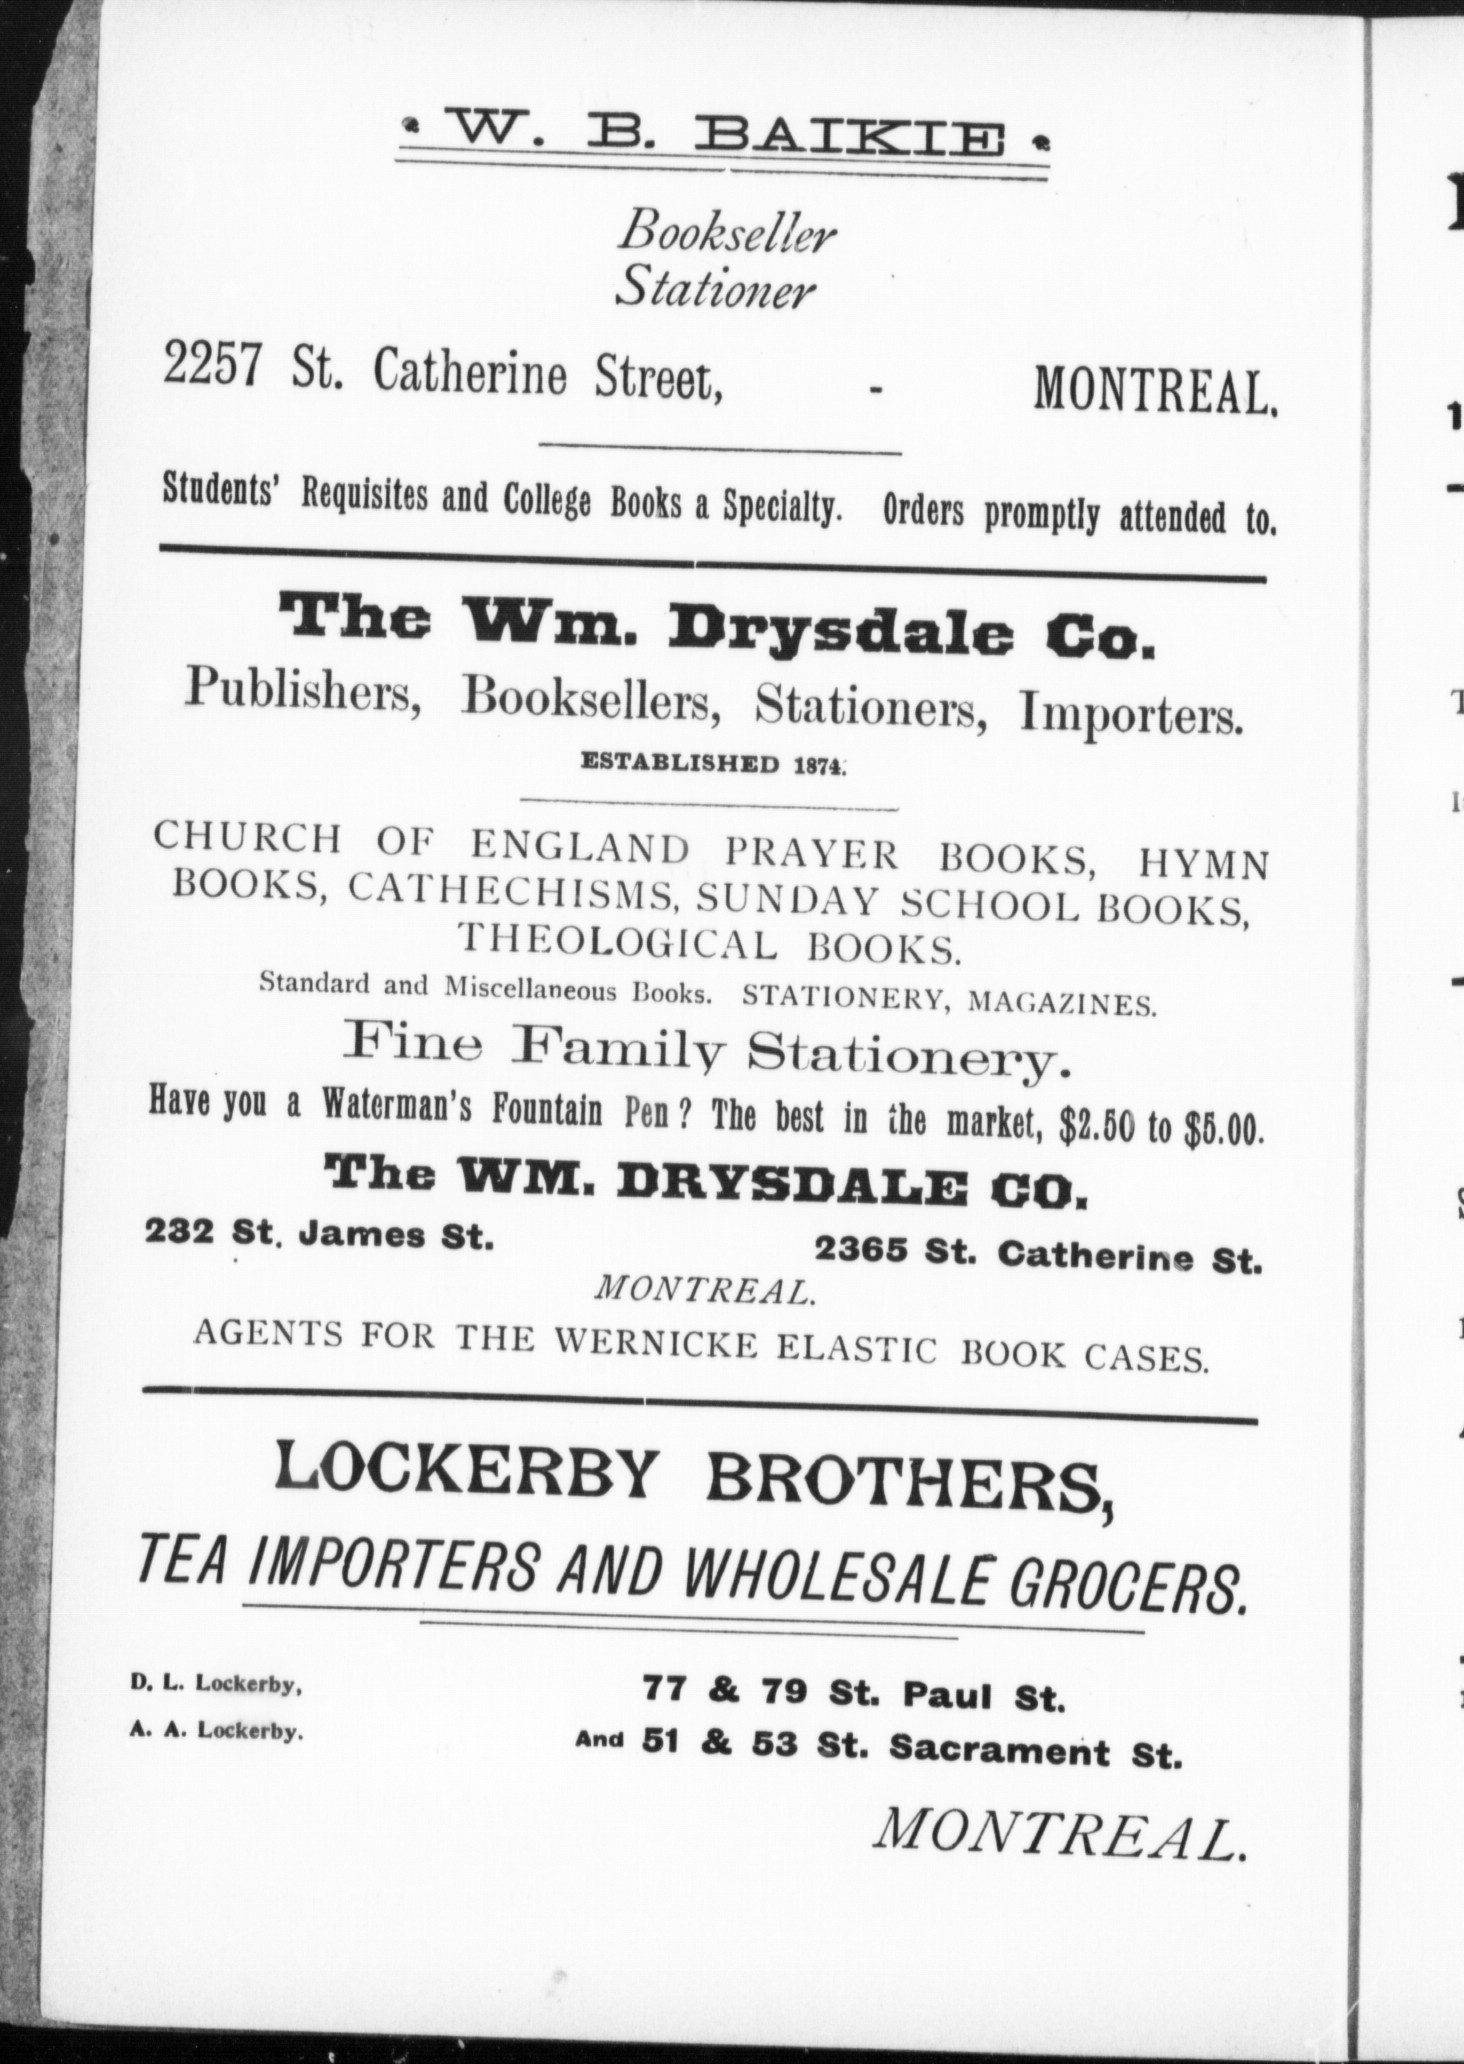 W. B. BAIKIE
Bookseller
Stationer
2257 St. Catherine Street, - MONTREAL.
Students' Requisites and College Books a Specialty. Orders promptly attended to.
The Wm. Drysdale Co.
Publishers, Booksellers, Stationers, Importers.
ESTABLISHED 1874.
CHURCH OF ENGLAND PRAYER BOOKS, HYMN
BOOKS, CATHECHISMS, SUNDAY SCHOOL BOOKS,
THEOLOGICAL BOOKS.
Standard and Miscellaneous Books. STATIONERY, MAGAZINES.
Fine Family Stationery.
Have you a Waterman's Fountain Pen? The best in the market, $2.50 to $5.00.
The WM. DRYSDALE CO.
232 St. James St. 2365 St. Catherine St.
MONTREAL.
AGENTS FOR THE WERNICKE ELASTIC BOOK CASES.
LOCKERBY BROTHERS,
TEA IMPORTERS AND WHOLESALE GROCERS.
D. L. Lockerby, 77 & 79 St. Paul St.
A. A. Lockerby. And 51 & 53 St. Sacrament St.
MONTREAL.